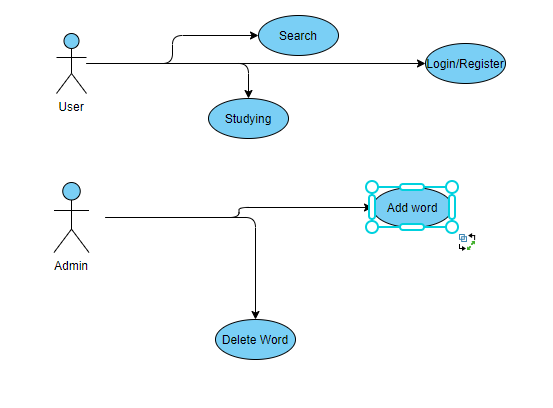 Search
Login/Register
User
Studying
Add word
Admin
Delete Word